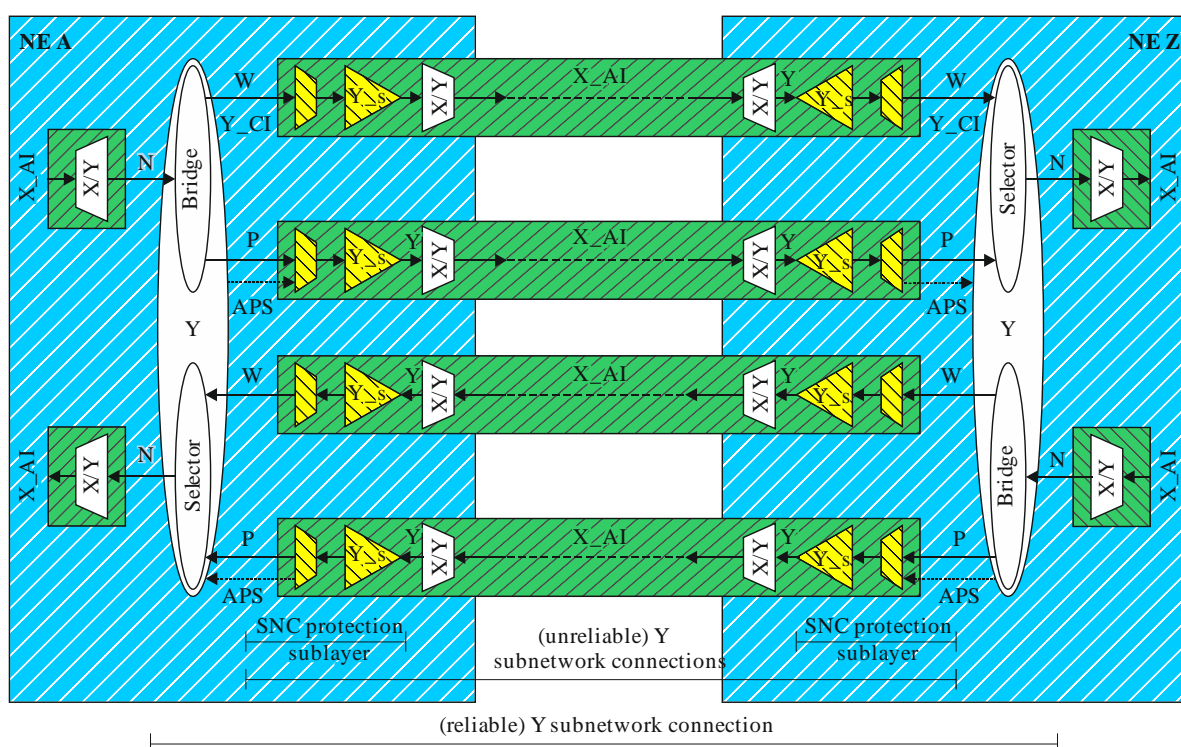 NE A
NE Z
W
X_AI
Y
W
Y_s
X/Y
X/Y
Y_s
Y_CI
Y_CI
X_AI
X/Y
N
Bridge
Selector
N
X/Y
X_AI
P
Y_s
Y
X/Y
X_AI
X/Y
Y
Y_s
P
APS
APS
Y
Y
W
Y_s
Y
X/Y
X_AI
X/Y
Y
Y_s
W
X_AI
X/Y
N
Selector
Bridge
N
X/Y
X_AI
P
Y_s
Y
X/Y
X_AI
X/Y
Y
Y_s
P
APS
APS
SNC protection
sublayer
(unreliable) Y
subnetwork connections
SNC protection
sublayer
(reliable) Y subnetwork connection